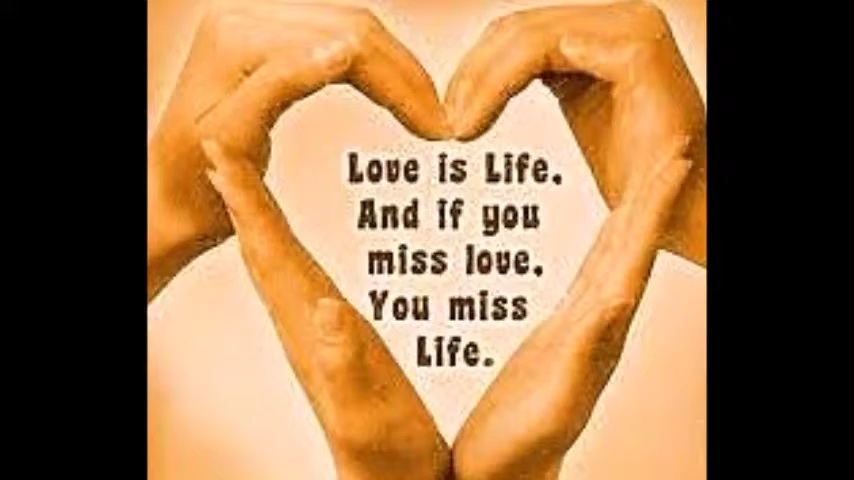 Love is Life.
And if you
miss love.
You miss
Life.